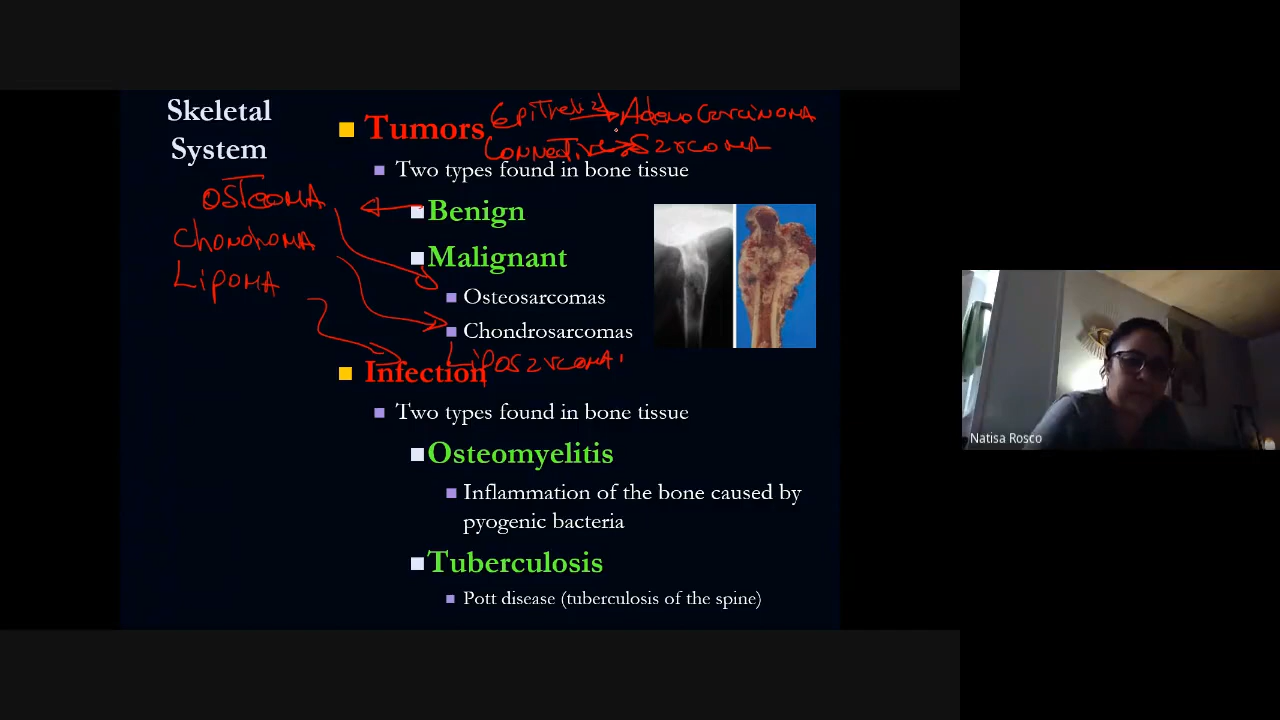 Skeletal
System
Tumors
Epithelial → AdenoCarcinoma
Connective → Sarcoma
Two types found in bone tissue
Osteoma
Chondroma
Lipoma
Benign
Malignant
Osteosarcomas
Chondrosarcomas
Liposarcoma
Infection
Two types found in bone tissue
Osteomyelitis
Inflammation of the bone caused by
pyogenic bacteria
Tuberculosis
Pott disease (tuberculosis of the spine)
Natisa Rosco